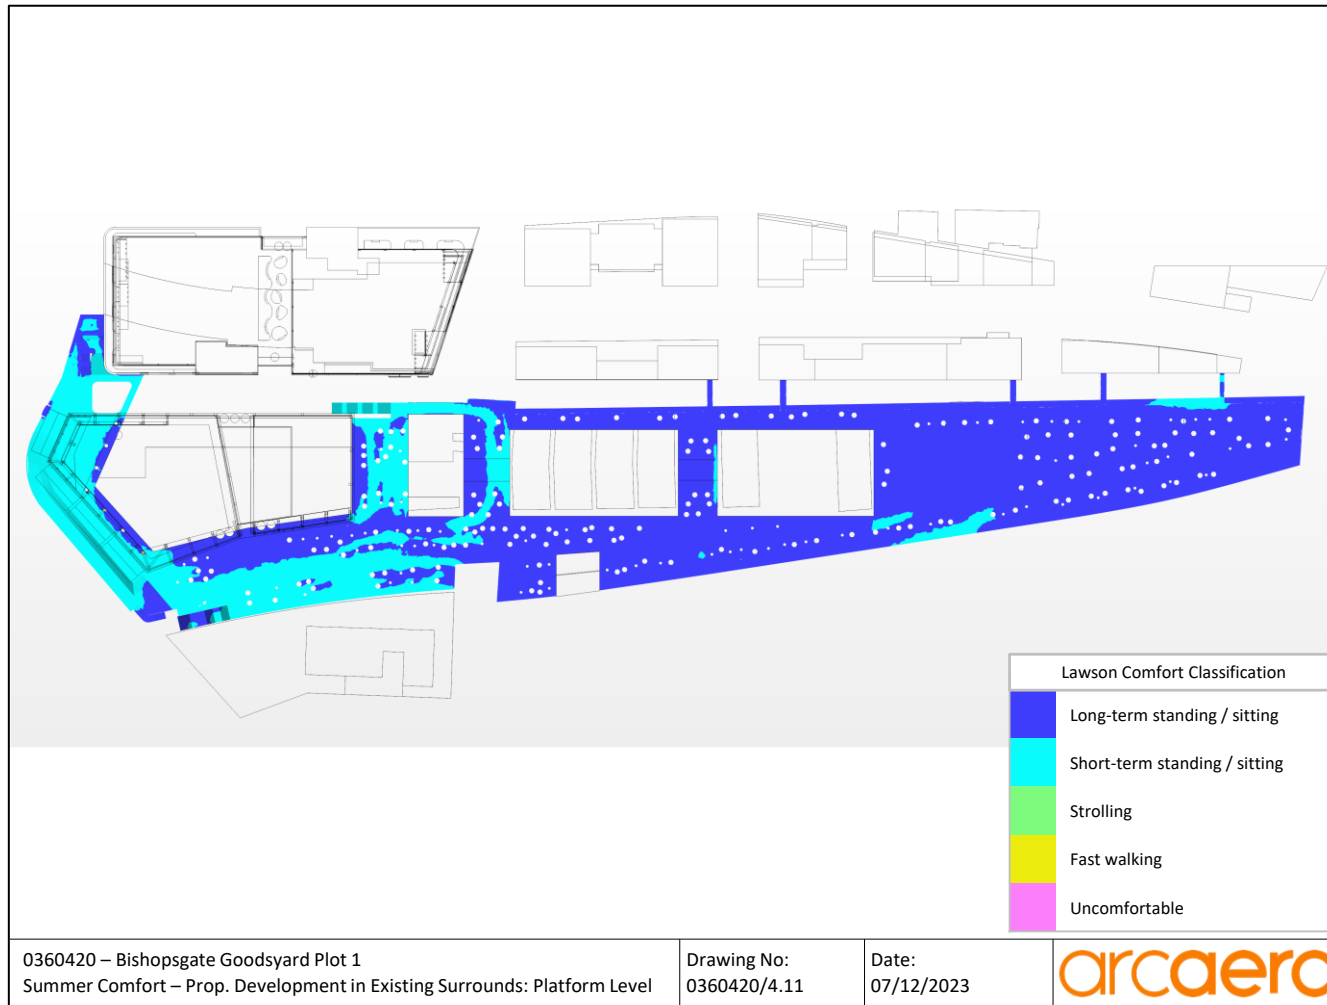 Lawson Comfort Classification
Long-term standing / sitting
Short-term standing / sitting
Strolling
Fast walking
Uncomfortable
0360420 – Bishopsgate Goodsyard Plot 1
Summer Comfort – Prop. Development in Existing Surrounds: Platform Level
Drawing No:
0360420/4.11
Date:
07/12/2023
arcaero